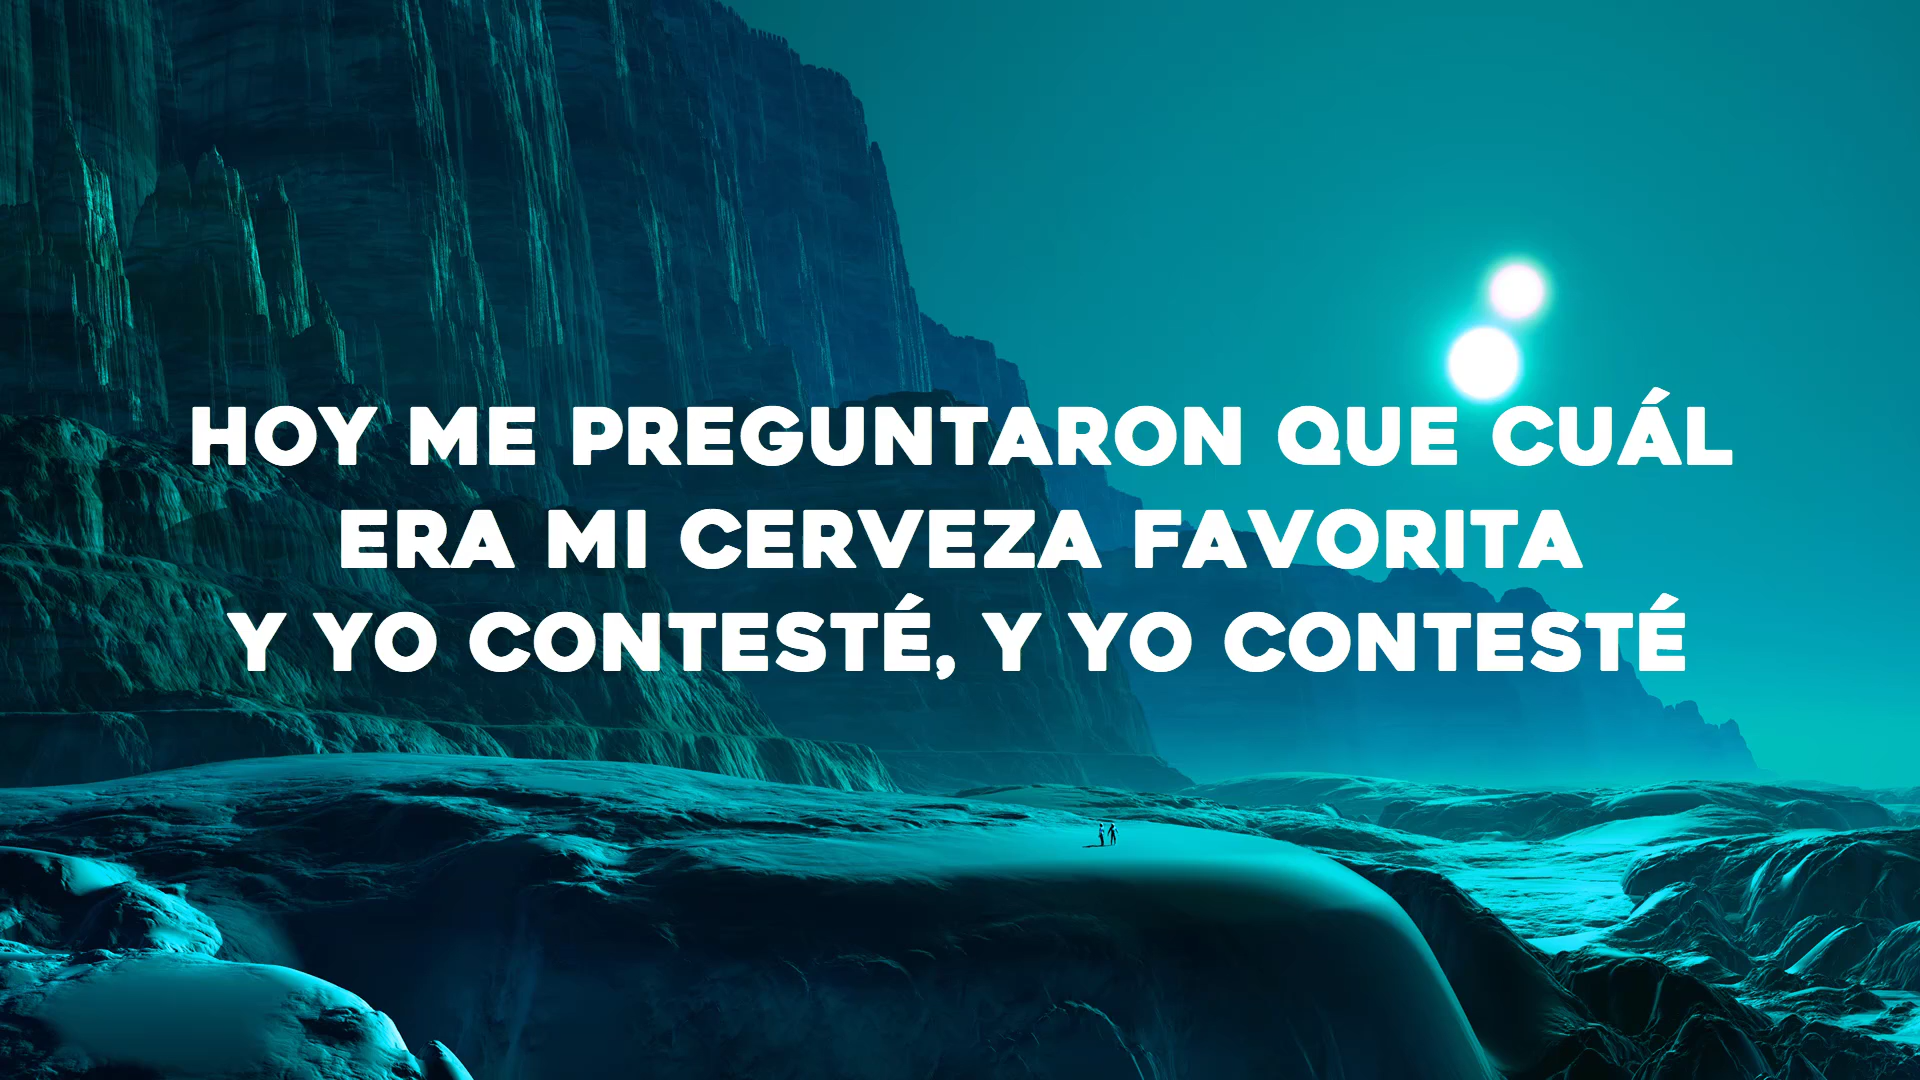 HOY ME PREGUNTARON QUE CUÁL
ERA MI CERVEZA FAVORITA
Y YO CONTESTÉ, Y YO CONTESTÉ